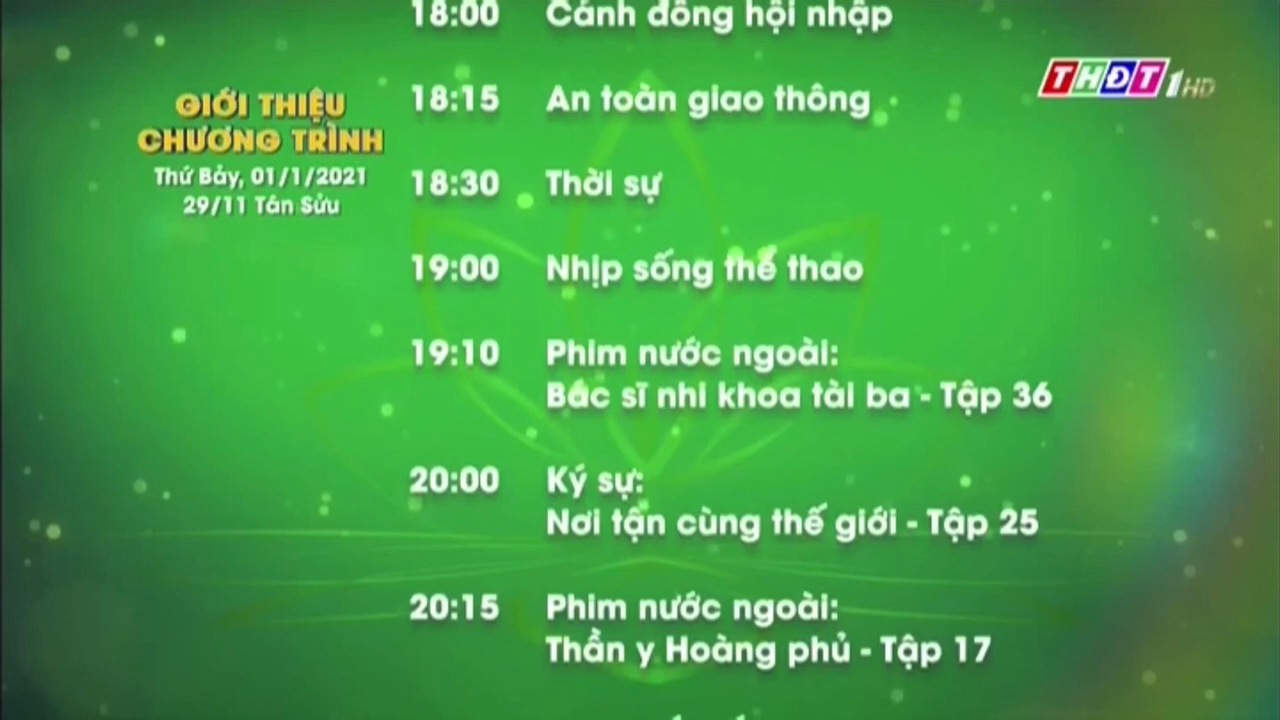 18:00 Cánh đồng hội nhập
THĐT1 HD
GIỚI THIỆU
CHƯƠNG TRÌNH
Thứ Bảy, 01/1/2021
29/11 Tân Sửu
18:15 An toàn giao thông
18:30 Thời sự
19:00 Nhịp sống thể thao
19:10 Phim nước ngoài:
Bác sĩ nhi khoa tài ba - Tập 36
20:00 Ký sự:
Nơi tận cùng thế giới - Tập 25
20:15 Phim nước ngoài:
Thần y Hoàng phủ - Tập 17